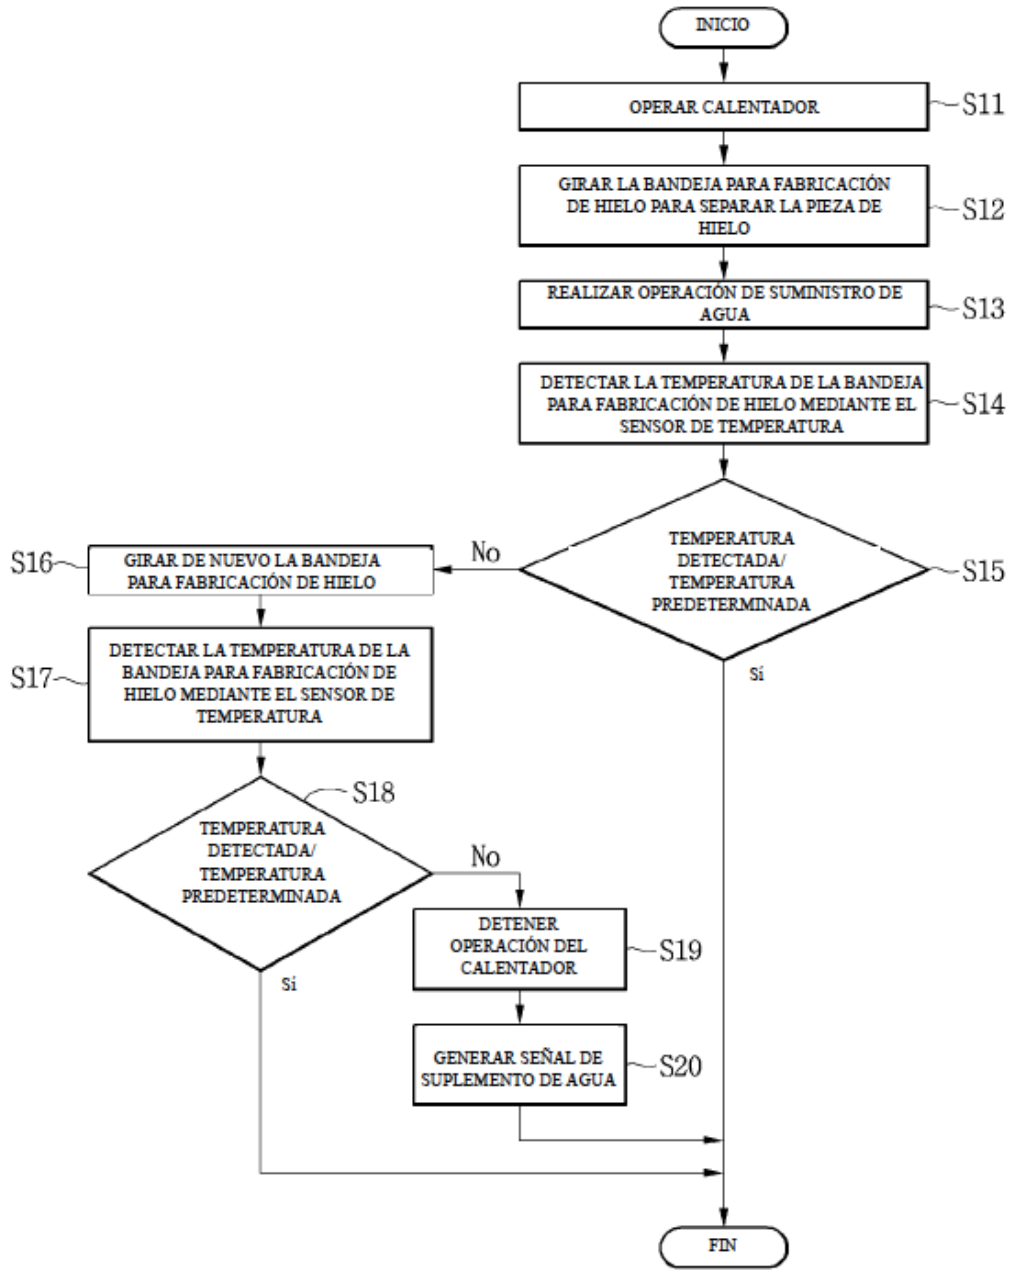 INICIO
OPERAR CALENTADOR
S11
GIRAR LA BANDEJA PARA FABRICACIÓN
DE HIELO PARA SEPARAR LA PIEZA DE
HIELO
S12
REALIZAR OPERACIÓN DE SUMINISTRO DE
AGUA
S13
DETECTAR LA TEMPERATURA DE LA BANDEJA
PARA FABRICACIÓN DE HIELO MEDIANTE EL
SENSOR DE TEMPERATURA
S14
TEMPERATURA
DETECTADA/
TEMPERATURA
PREDETERMINADA
S15
No
Sí
S16
GIRAR DE NUEVO LA BANDEJA
PARA FABRICACIÓN DE HIELO
S17
DETECTAR LA TEMPERATURA DE LA
BANDEJA PARA FABRICACIÓN DE
HIELO MEDIANTE EL SENSOR DE
TEMPERATURA
S18
TEMPERATURA
DETECTADA/
TEMPERATURA
PREDETERMINADA
No
Sí
DETENER
OPERACIÓN DEL
CALENTADOR
S19
GENERAR SEÑAL DE
SUPLEMENTO DE AGUA
S20
FIN